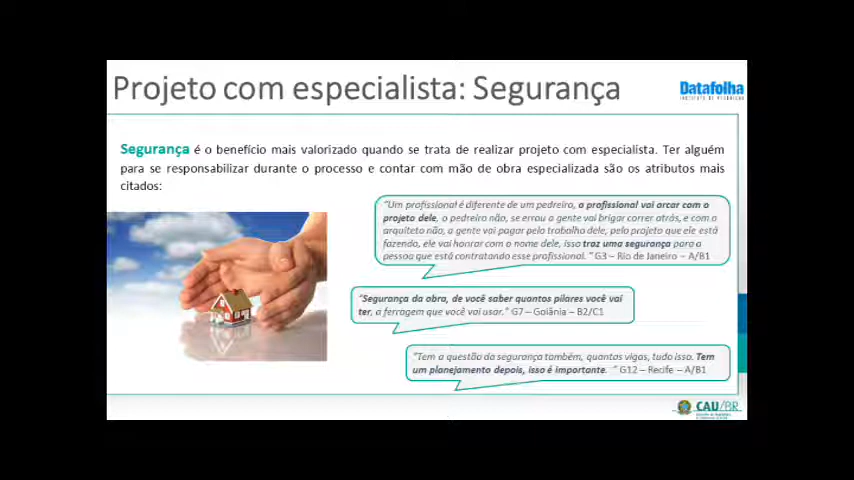 Projeto com especialista: Segurança
Datafolha
INSTITUTO DE PESQUISAS
Segurança é o benefício mais valorizado quando se trata de realizar projeto com especialista. Ter alguém
para se responsabilizar durante o processo e contar com mão de obra especializada são os atributos mais
citados:
"Um profissional é diferente de um pedreiro, a profissional vai arcar com o
projeto dele, o pedreiro não, se errou a gente vai brigar correr atrás, e com o
arquiteto não, a gente vai pagar pelo trabalho dele, pelo projeto que ele está
fazendo, ele vai honrar com o nome dele, isso traz uma segurança para a
pessoa que está contratando esse profissional. " G3 – Rio de Janeiro – A/B1
"Segurança da obra, de você saber quantos pilares você vai
ter, a ferragem que você vai usar." G7 – Goiânia – B2/C1
"Tem a questão da segurança também, quantas vigas, tudo isso. Tem
um planejamento depois, isso é importante. " G12 – Recife – A/B1
CAU/BR